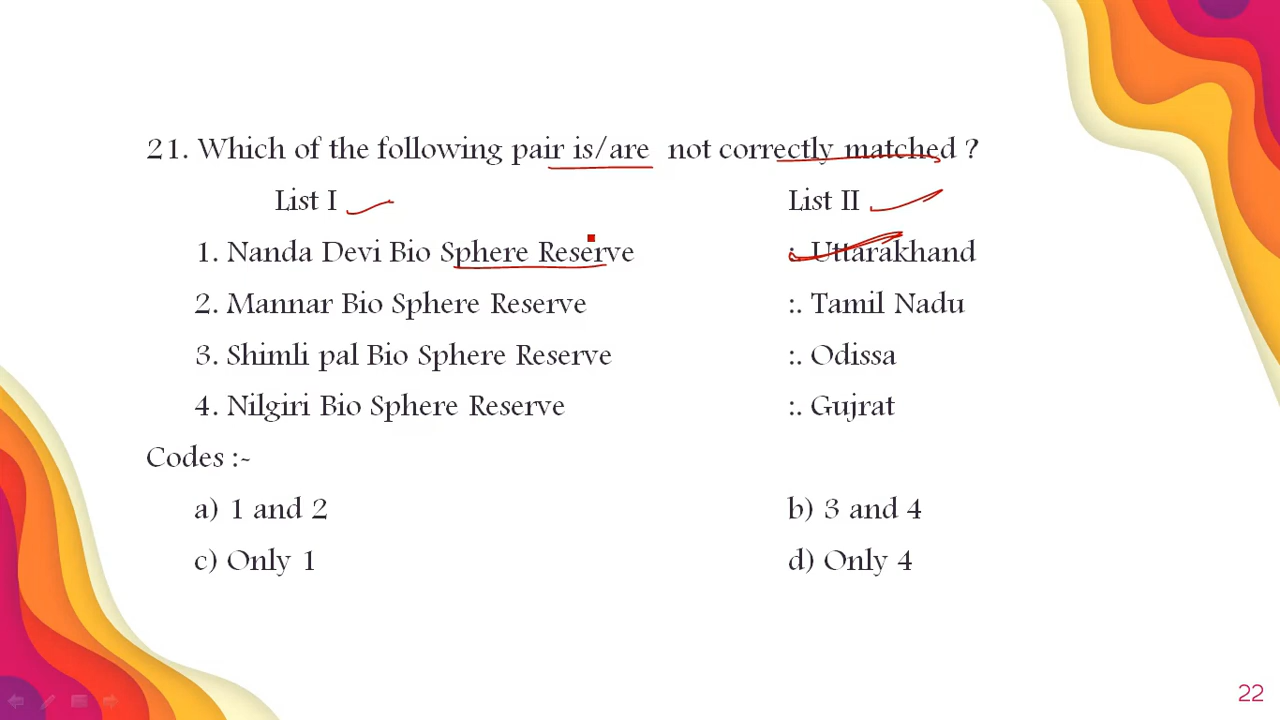 21. Which of the following pair is/are not correctly matched ?
List I List II
1. Nanda Devi Bio Sphere Reserve :. Uttarakhand
2. Mannar Bio Sphere Reserve :. Tamil Nadu
3. Shimli pal Bio Sphere Reserve :. Odissa
4. Nilgiri Bio Sphere Reserve :. Gujrat
Codes :-
a) 1 and 2 b) 3 and 4
c) Only 1 d) Only 4
22